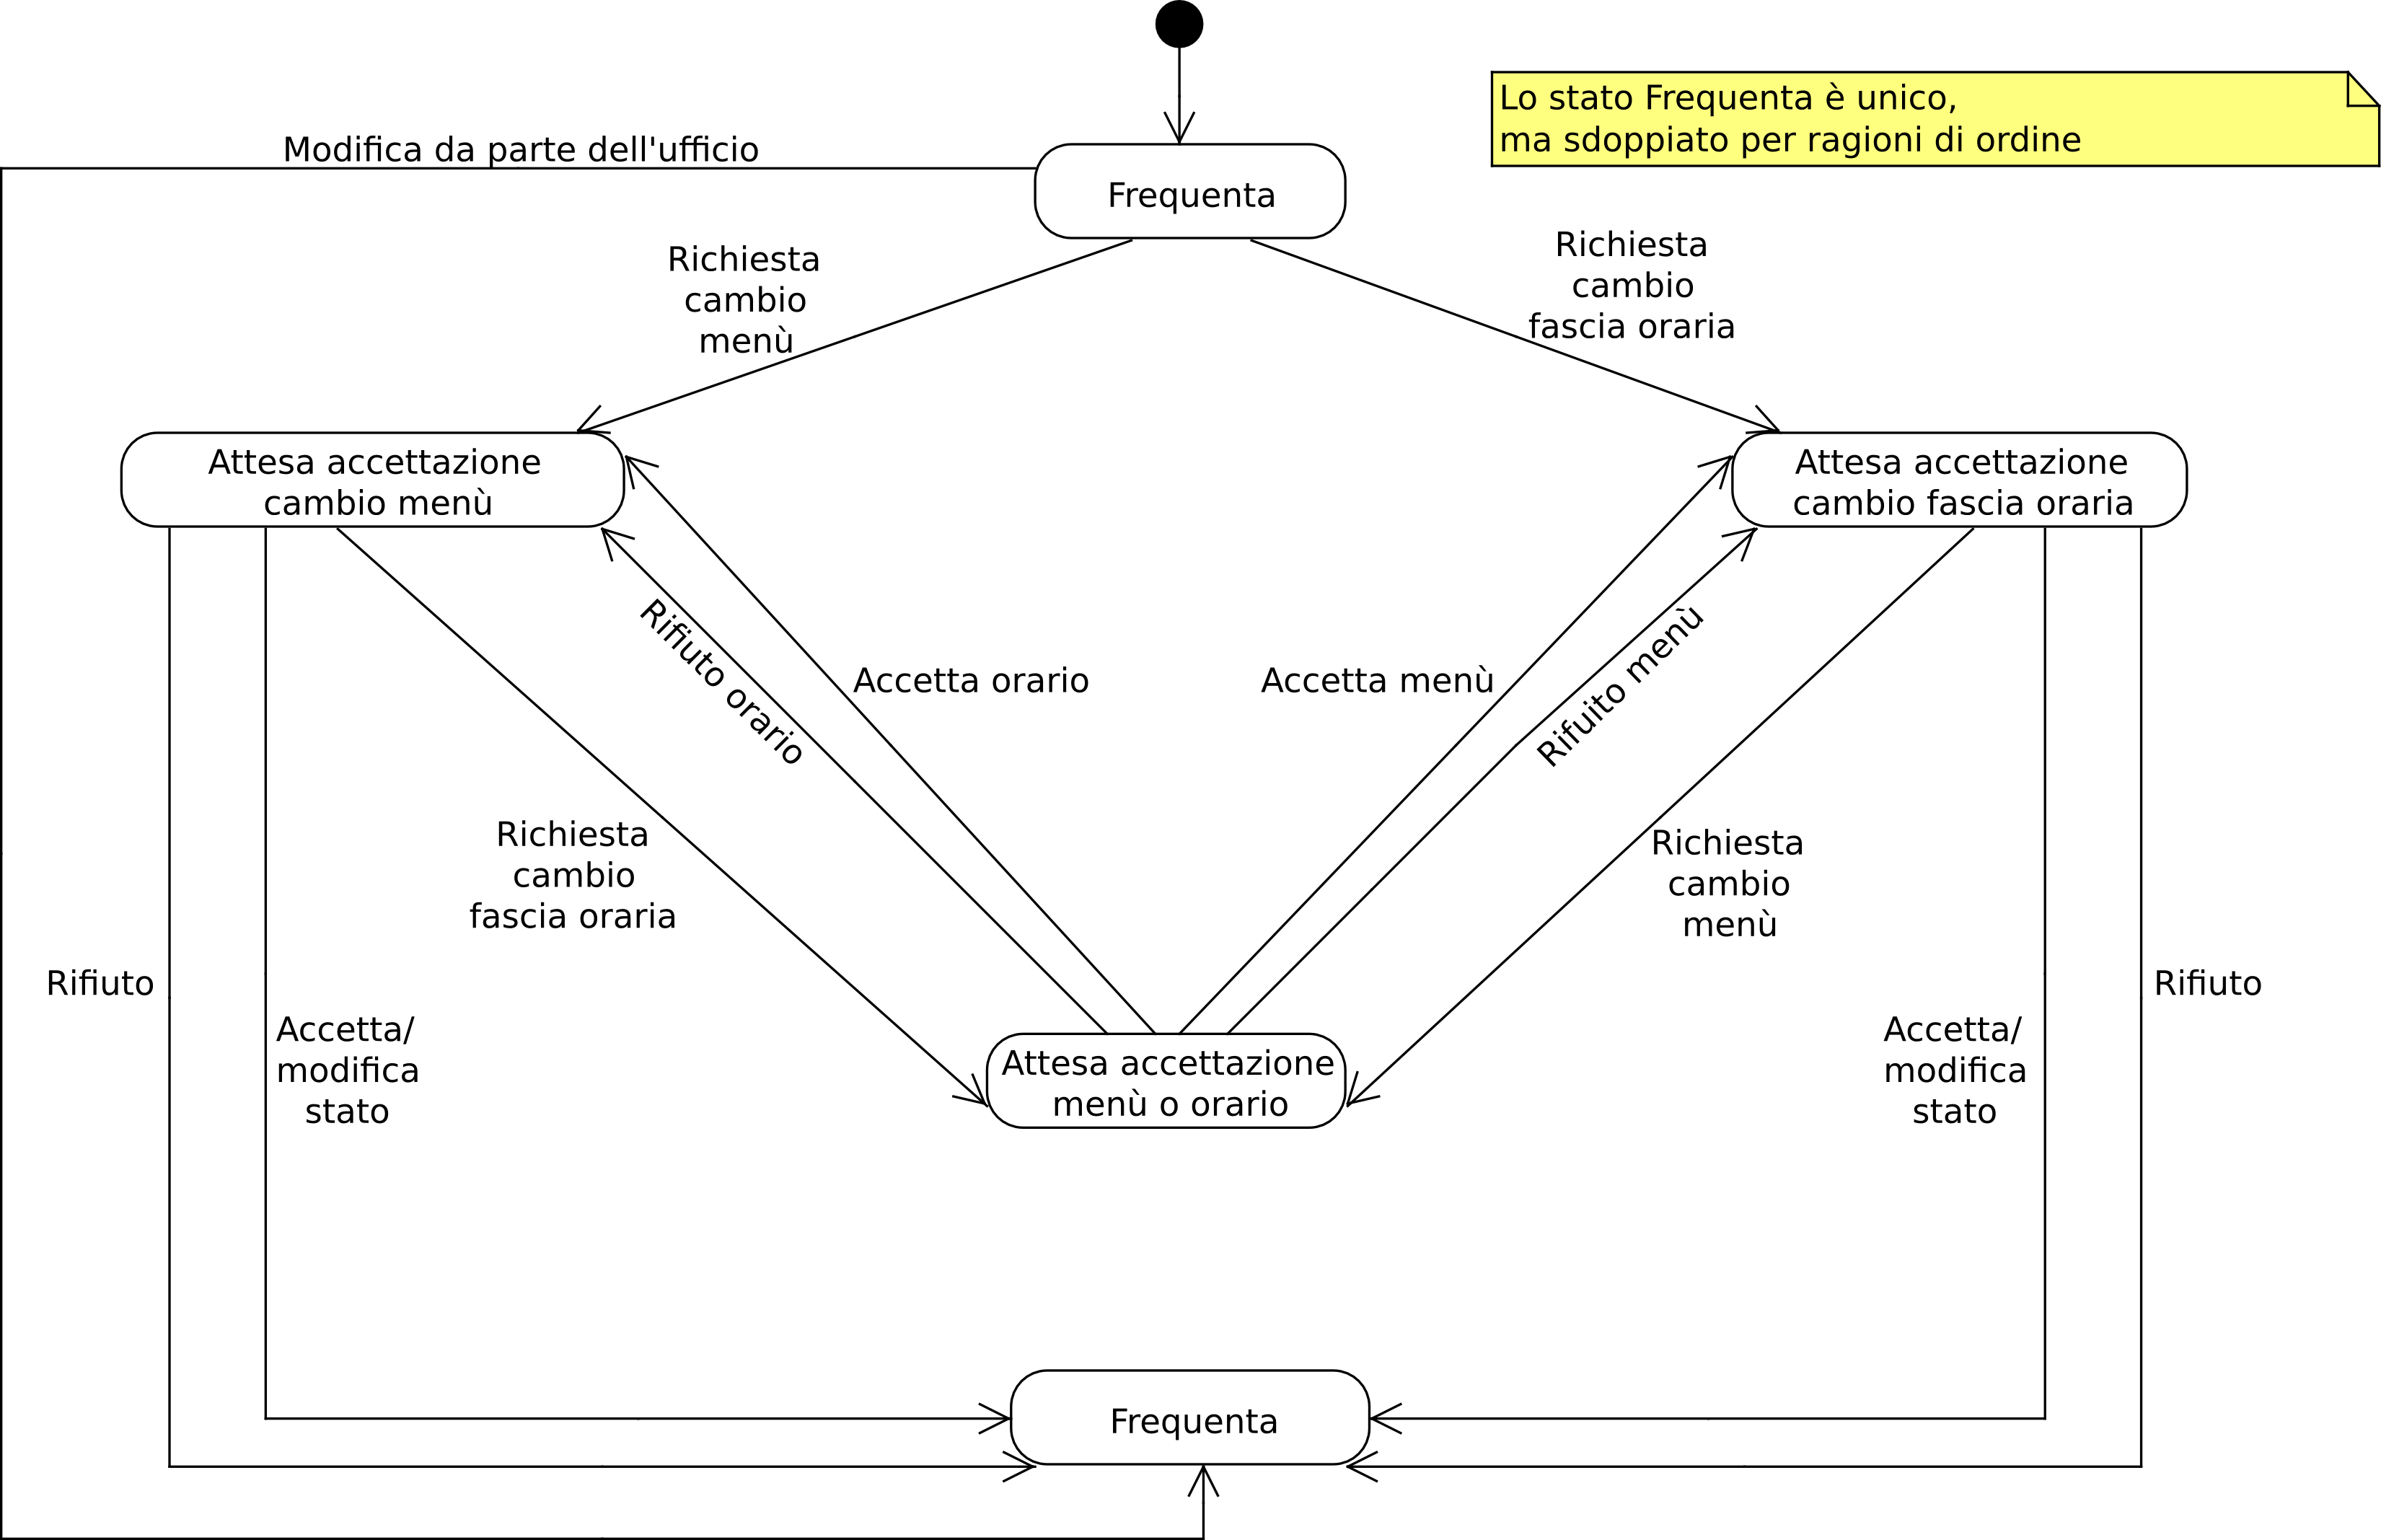 Lo stato Frequenta è unico,
ma sdoppiato per ragioni di ordine
Modifica da parte dell'ufficio
Frequenta
Richiesta
cambio
menù
Richiesta
cambio
fascia oraria
Attesa accettazione
cambio menù
Attesa accettazione
cambio fascia oraria
Rifiuto orario
Accetta orario
Accetta menù
Rifuito menù
Richiesta
cambio
fascia oraria
Richiesta
cambio
menù
Rifiuto
Accetta/
modifica
stato
Attesa accettazione
menù o orario
Accetta/
modifica
stato
Rifiuto
Frequenta